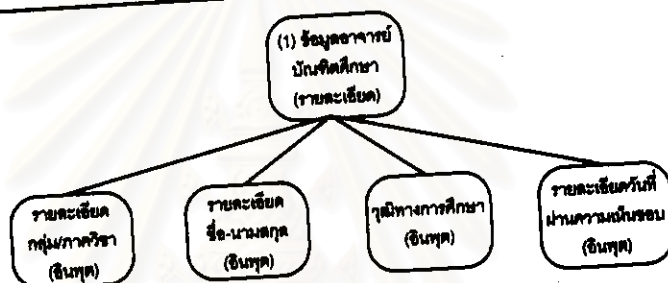 (1) ข้อมูลอาจารย์
บัณฑิตศึกษา
(รายละเอียด)
รายละเอียด
กลุ่ม/ภาควิชา
(อินพุต)
รายละเอียด
ชื่อ-นามสกุล
(อินพุต)
วุฒิทางการศึกษา
(อินพุต)
รายละเอียดวันที่
ผ่านความเห็นชอบ
(อินพุต)